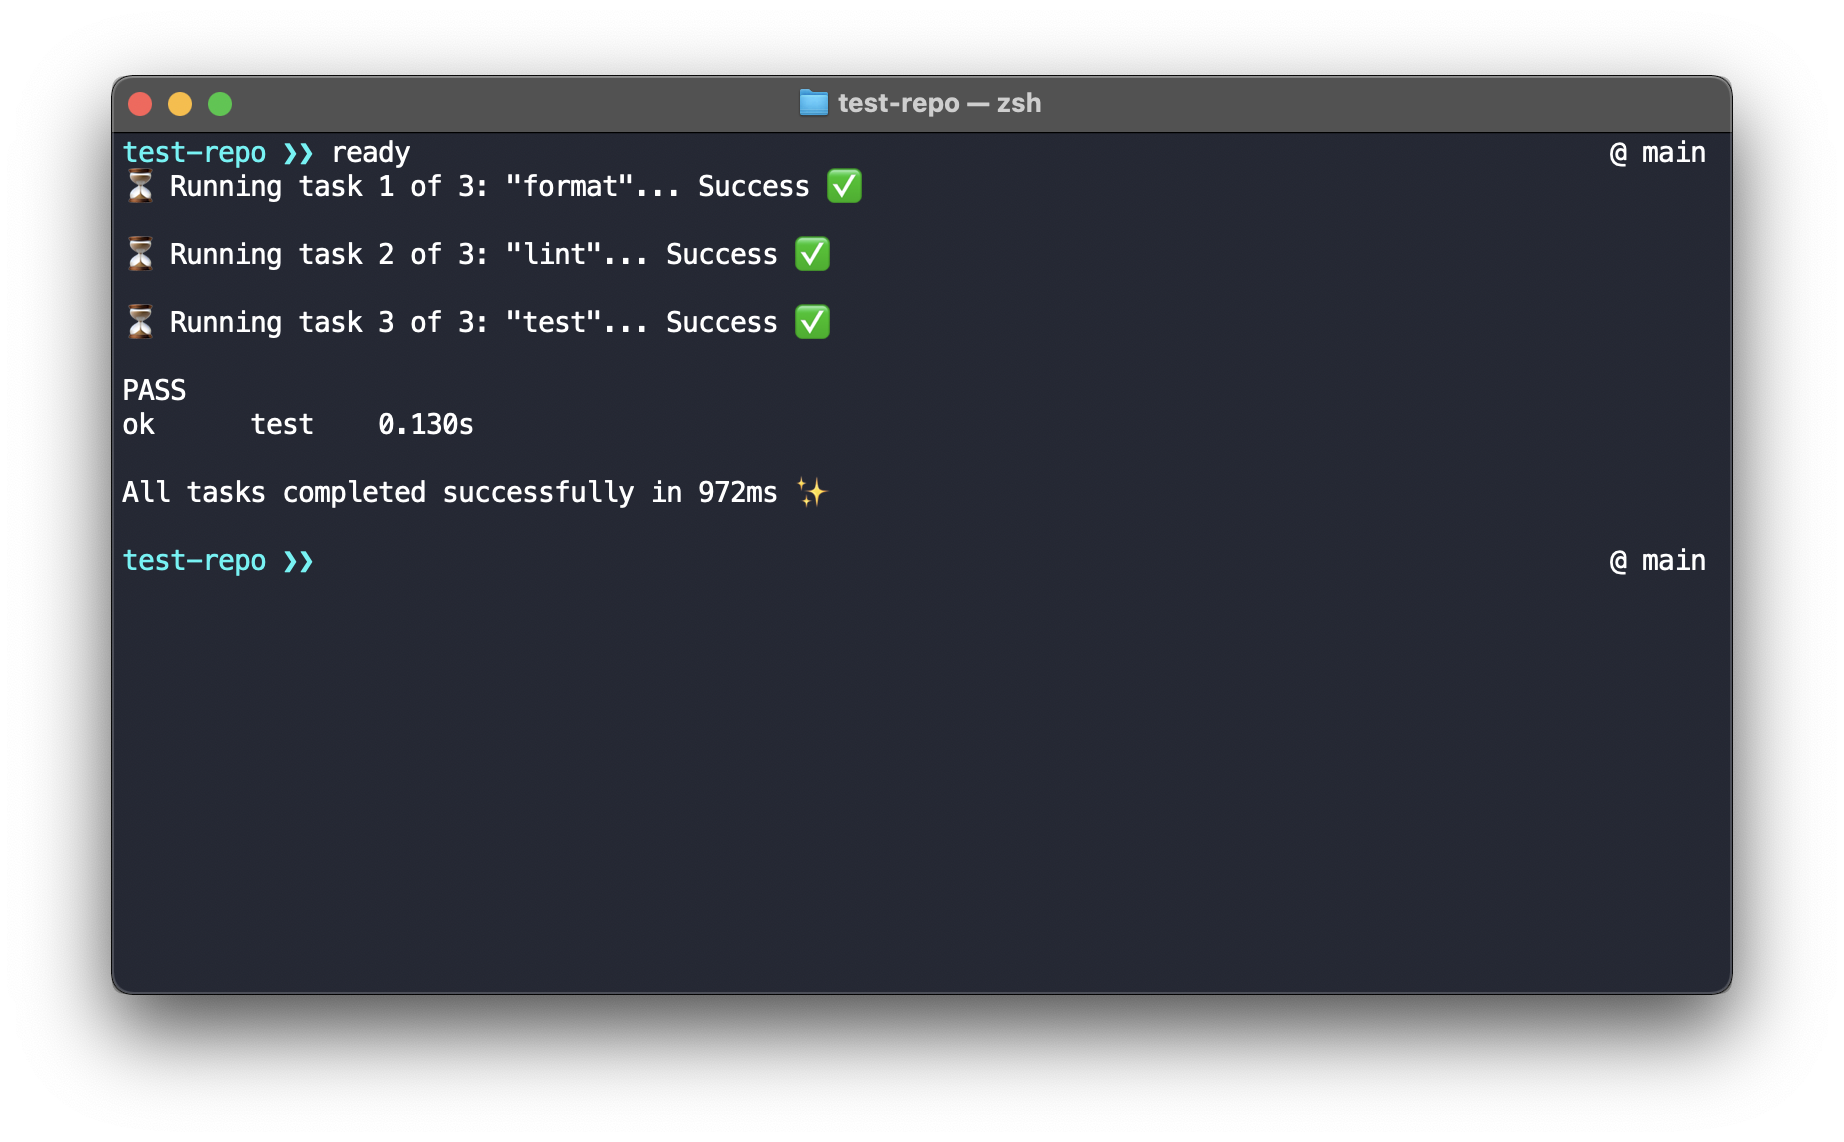 test-repo — zsh
test-repo ❯❯ ready @ main
⏳ Running task 1 of 3: "format"... Success ✅
⏳ Running task 2 of 3: "lint"... Success ✅
⏳ Running task 3 of 3: "test"... Success ✅
PASS
ok test 0.130s
All tasks completed successfully in 972ms ✨
test-repo ❯❯ @ main